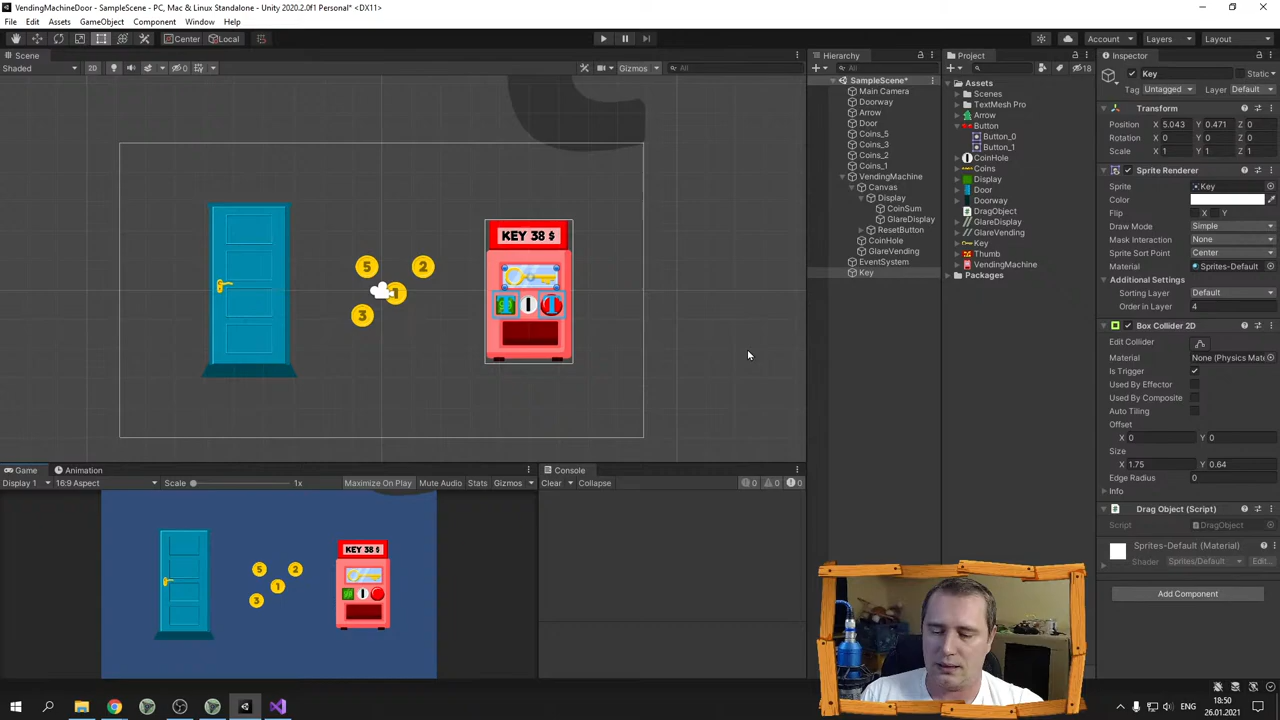 VendingMachineDoor - SampleScene - PC, Mac & Linux Standalone - Unity 2020.2.0f1 Personal* <DX11>
File Edit Assets GameObject Component Window Help
Center Local Account Layers Layout
Scene
Shaded 2D 0 Gizmos All
KEY 38 $
5
2
1
3
Game Animation
Display 1 16:9 Aspect Scale 1x Maximize On Play Mute Audio Stats Gizmos
KEY 38 $
5
2
1
3
Console
Clear Collapse 0 0 0
Hierarchy
All
SampleScene*
Main Camera
Doorway
Arrow
Door
Coins_5
Coins_3
Coins_2
Coins_1
VendingMachine
Canvas
Display
CoinSum
GlareDisplay
ResetButton
CoinHole
GlareVending
EventSystem
Key
Project
18
Assets
Scenes
TextMesh Pro
Arrow
Button
Button_0
Button_1
CoinHole
Coins
Display
Door
Doorway
DragObject
GlareDisplay
GlareVending
Key
Thumb
VendingMachine
Packages
Inspector
Key Static
Tag Untagged Layer Default
Transform
Position X 5.043 Y 0.471 Z 0
Rotation X 0 Y 0 Z 0
Scale X 1 Y 1 Z 1
Sprite Renderer
Sprite Key
Color
Flip X Y
Draw Mode Simple
Mask Interaction None
Sprite Sort Point Center
Material Sprites-Default
Additional Settings
Sorting Layer Default
Order in Layer 4
Box Collider 2D
Edit Collider
Material None (Physics Mate
Is Trigger
Used By Effector
Used By Composite
Auto Tiling
Offset
X 0 Y 0
Size
X 1.75 Y 0.64
Edge Radius 0
Info
Drag Object (Script)
Script DragObject
Sprites-Default (Material)
Shader Sprites/Default Edit...
Add Component
18:50
26.01.2021